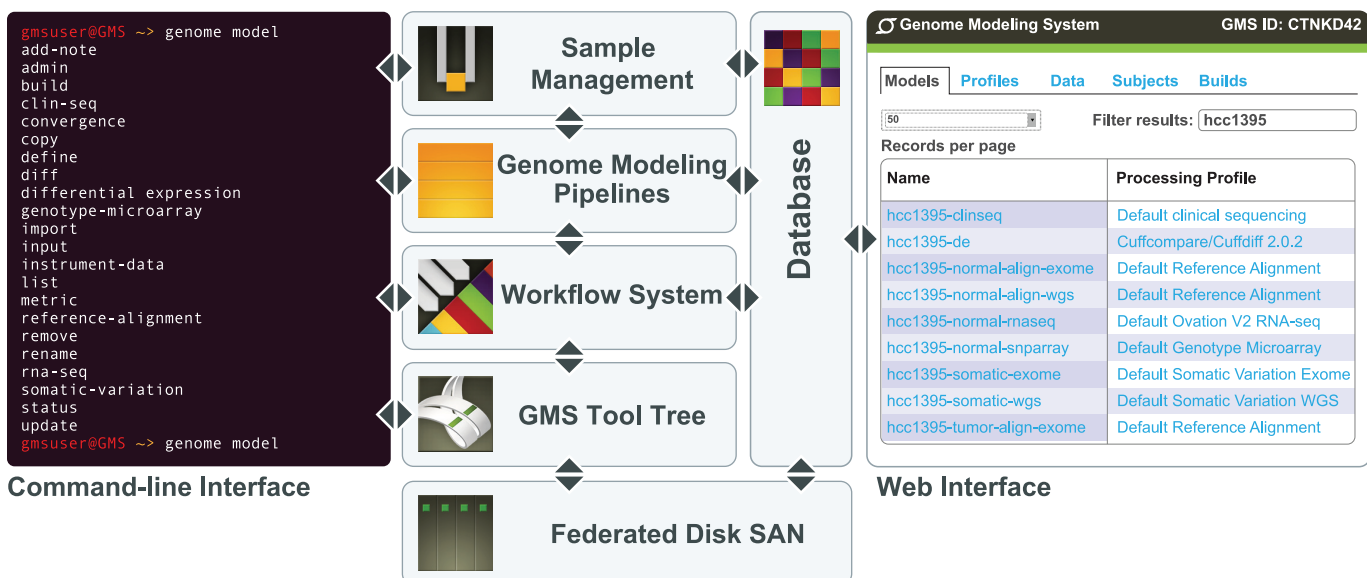 gmsuser@GMS ~> genome model
add-note
admin
build
clin-seq
convergence
copy
define
diff
differential expression
genotype-microarray
import
input
instrument-data
list
metric
reference-alignment
remove
rename
rna-seq
somatic-variation
status
update
gmsuser@GMS ~> genome model
Command-line Interface
Sample
Management
Genome Modeling
Pipelines
Workflow System
GMS Tool Tree
Federated Disk SAN
Database
Genome Modeling System GMS ID: CTNKD42
Models Profiles Data Subjects Builds
50 Filter results: hcc1395
Records per page
Name Processing Profile
hcc1395-clinseq Default clinical sequencing
hcc1395-de Cuffcompare/Cuffdiff 2.0.2
hcc1395-normal-align-exome Default Reference Alignment
hcc1395-normal-align-wgs Default Reference Alignment
hcc1395-normal-rnaseq Default Ovation V2 RNA-seq
hcc1395-normal-snparray Default Genotype Microarray
hcc1395-somatic-exome Default Somatic Variation Exome
hcc1395-somatic-wgs Default Somatic Variation WGS
hcc1395-tumor-align-exome Default Reference Alignment
Web Interface